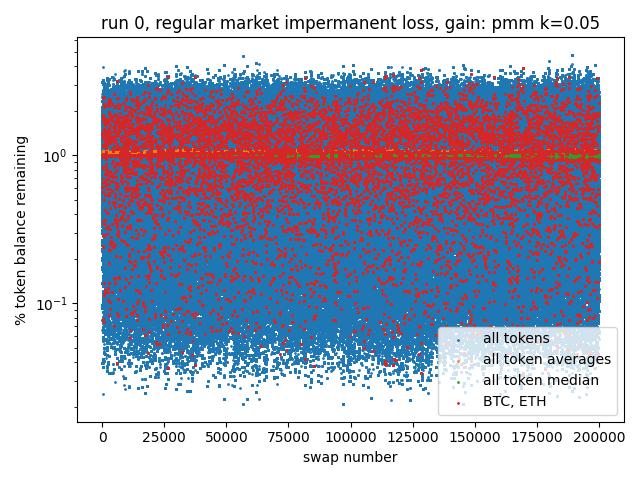 run 0, regular market impermanent loss, gain: pmm k=0.05
% token balance remaining
10⁰
10⁻¹
all tokens
all token averages
all token median
BTC, ETH
0 25000 50000 75000 100000 125000 150000 175000 200000
swap number